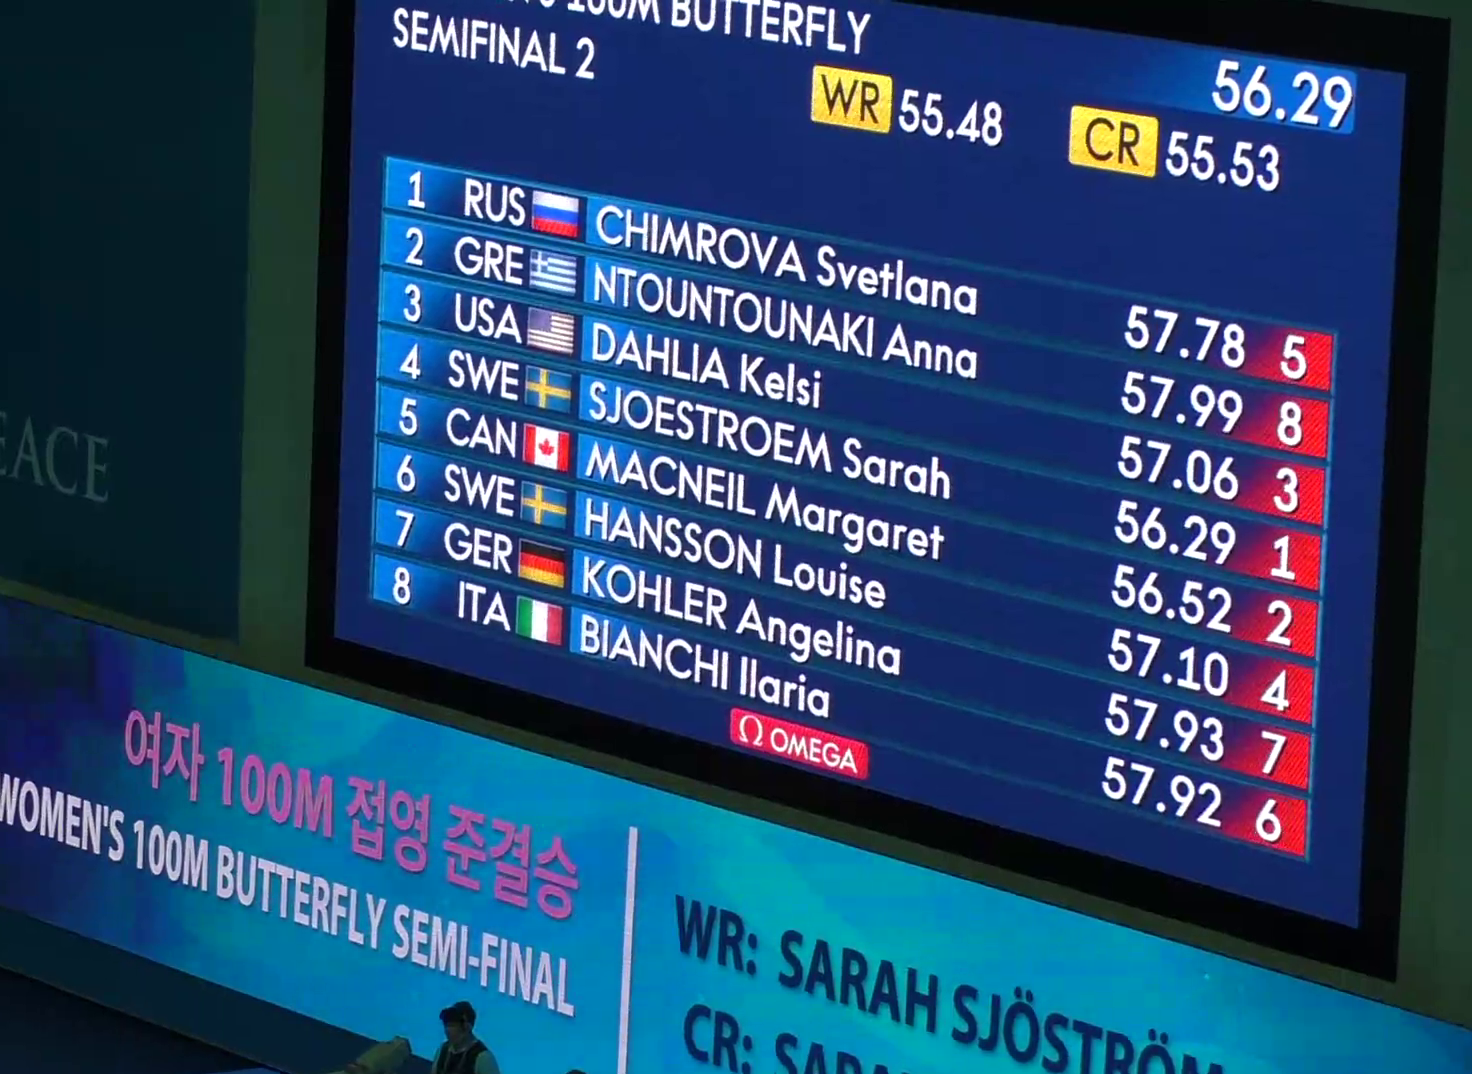 100M BUTTERFLY
SEMIFINAL 2
56.29
WR 55.48 CR 55.53
1 RUS CHIMROVA Svetlana 57.78 5
2 GRE NTOUNTOUNAKI Anna 57.99 8
3 USA DAHLIA Kelsi 57.06 3
4 SWE SJOESTROEM Sarah 56.29 1
5 CAN MACNEIL Margaret 56.52 2
6 SWE HANSSON Louise 57.10 4
7 GER KOHLER Angelina 57.93 7
8 ITA BIANCHI Ilaria 57.92 6
Ω OMEGA
EACE
여자 100M 접영 준결승
WOMEN'S 100M BUTTERFLY SEMI-FINAL
WR: SARAH SJÖSTRÖM
CR: